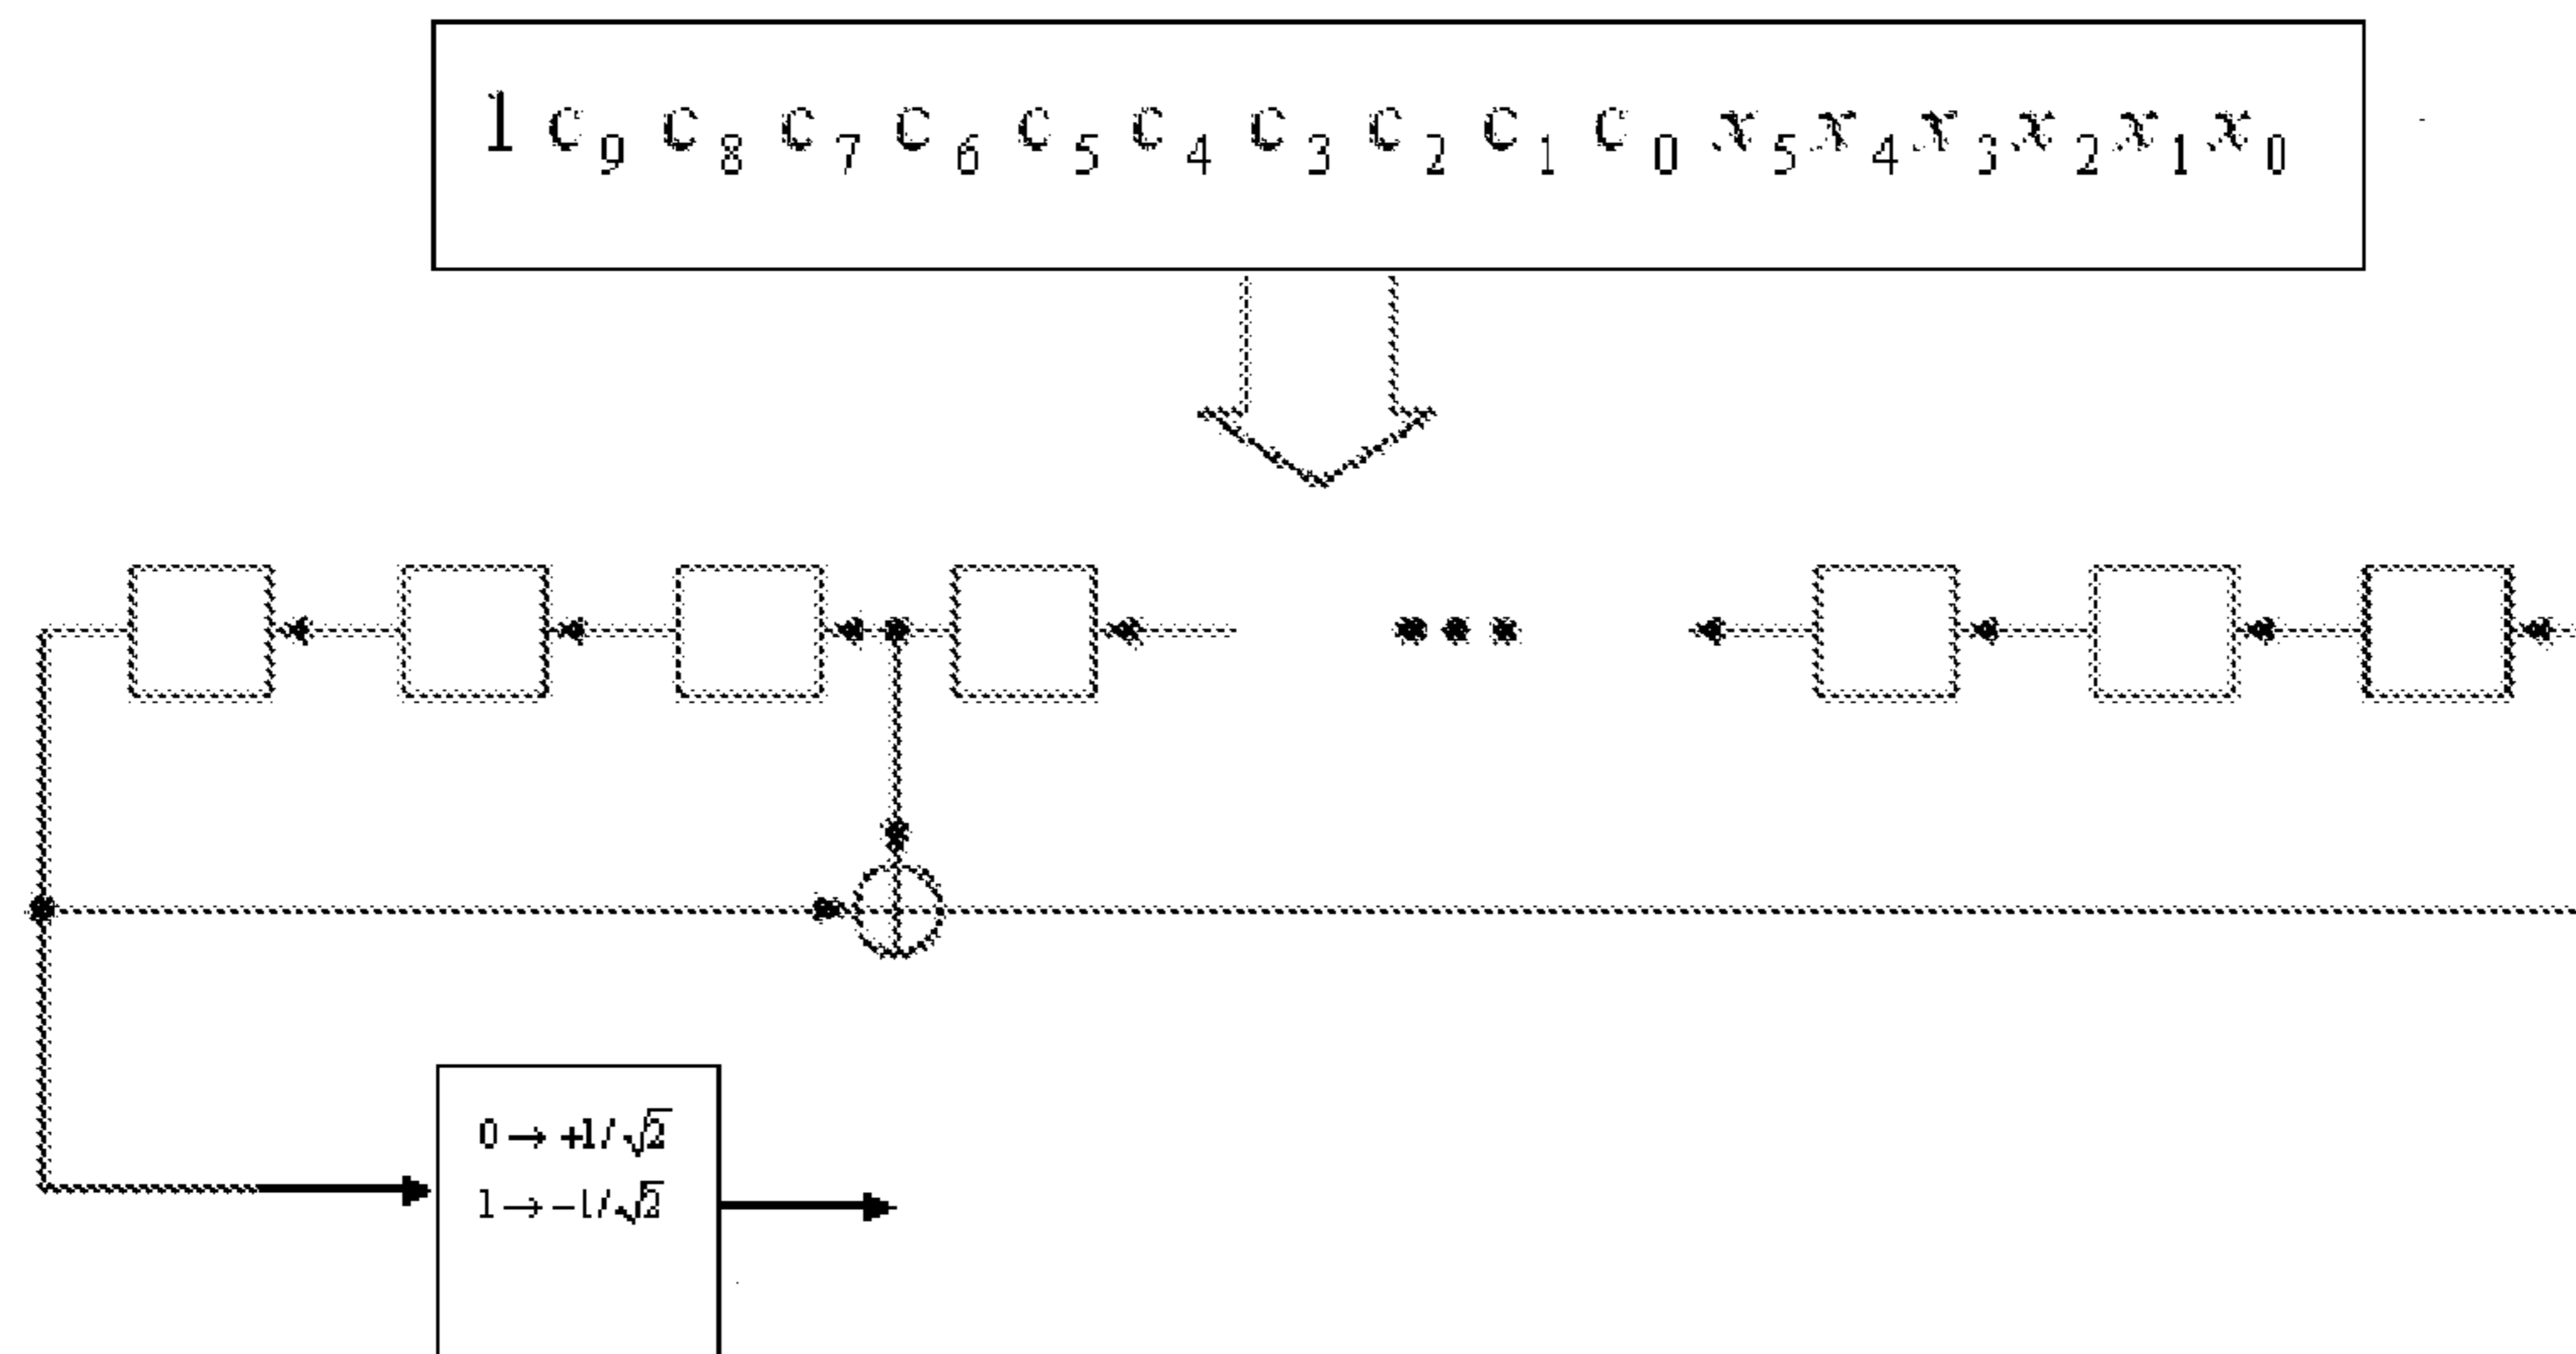 1 c₉ c₈ c₇ c₆ c₅ c₄ c₃ c₂ c₁ c₀ x₅ x₄ x₃ x₂ x₁ x₀
0 → +1/√2
1 → −1/√2